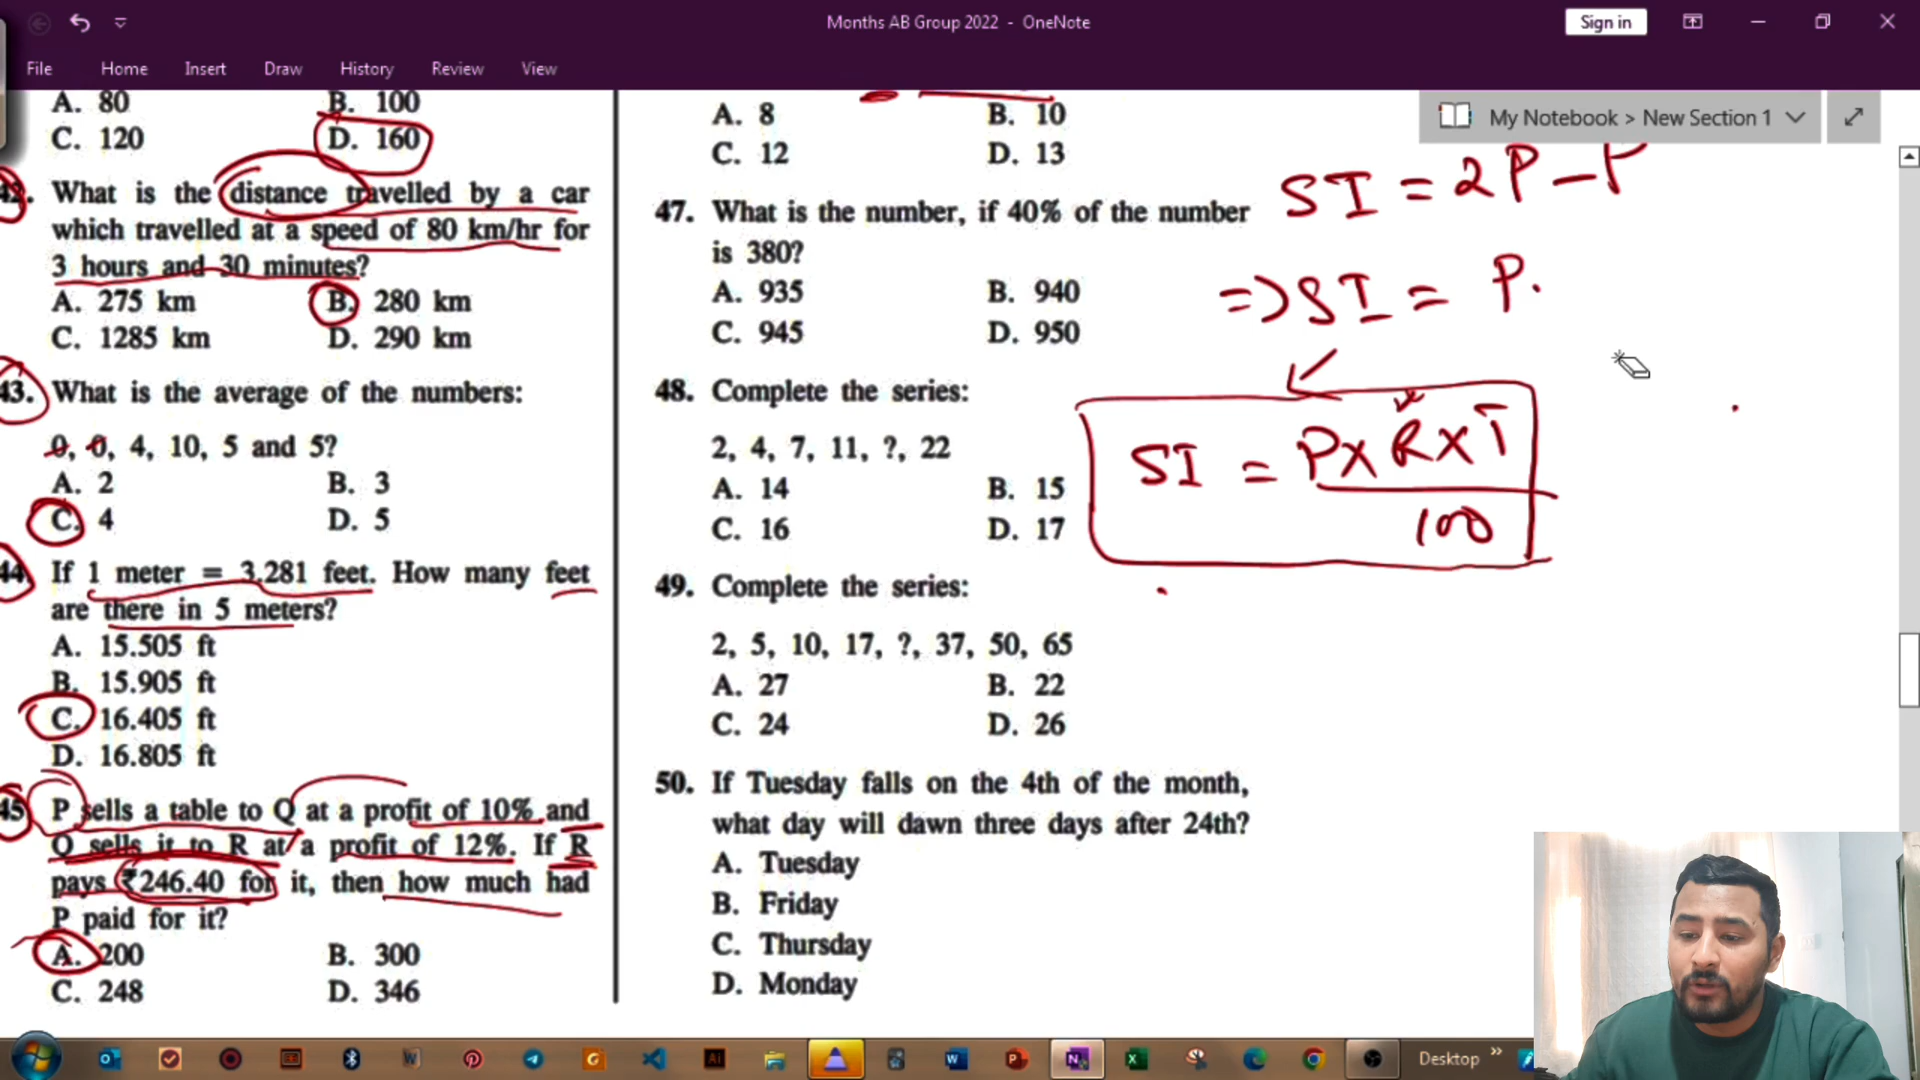 Months AB Group 2022 - OneNote
Sign in
File Home Insert Draw History Review View
My Notebook > New Section 1
A. 80 B. 100
C. 120 D. 160
42. What is the distance travelled by a car
which travelled at a speed of 80 km/hr for
3 hours and 30 minutes?
A. 275 km B. 280 km
C. 1285 km D. 290 km
43. What is the average of the numbers:
0, 0, 4, 10, 5 and 5?
A. 2 B. 3
C. 4 D. 5
44. If 1 meter = 3.281 feet. How many feet
are there in 5 meters?
A. 15.505 ft
B. 15.905 ft
C. 16.405 ft
D. 16.805 ft
45 P sells a table to Q at a profit of 10% and
Q sells it to R at a profit of 12%. If R
pays ₹246.40 for it, then how much had
P paid for it?
A. 200 B. 300
C. 248 D. 346
A. 8 B. 10
C. 12 D. 13
47. What is the number, if 40% of the number
is 380?
A. 935 B. 940
C. 945 D. 950
48. Complete the series:
2, 4, 7, 11, ?, 22
A. 14 B. 15
C. 16 D. 17
49. Complete the series:
2, 5, 10, 17, ?, 37, 50, 65
A. 27 B. 22
C. 24 D. 26
50. If Tuesday falls on the 4th of the month,
what day will dawn three days after 24th?
A. Tuesday
B. Friday
C. Thursday
D. Monday
SI = 2P - P
=> SI = P.
SI = P X R X T
100
Desktop